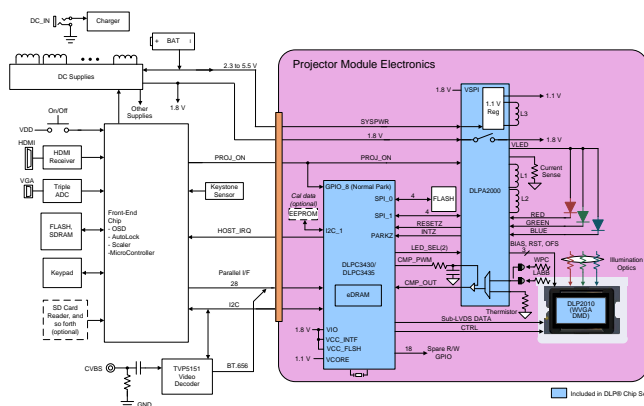 DC_IN
Charger
BAT
DC Supplies
2.3 to 5.5 V
1.8 V
Other
Supplies
On/Off
VDD
HDMI
HDMI
Receiver
VGA
Triple
ADC
FLASH,
SDRAM
Keypad
SD Card
Reader, and
so forth
(optional)
CVBS
GND
TVP5151
Video
Decoder
BT.656
Front-End
Chip
- OSD
- AutoLock
- Scaler
-MicroController
PROJ_ON
Keystone
Sensor
HOST_IRQ
Parallel I/F
28
I2C
Projector Module Electronics
SYSPWR
1.8 V
PROJ_ON
Cal data
(optional)
EEPROM
GPIO_8 (Normal Park)
SPI_0
SPI_1
I2C_1
PARKZ
DLPC3430/
DLPC3435
eDRAM
1.8 V
VIO
VCC_INTF
VCC_FLSH
1.1 V
VCORE
4
FLASH
4
RESETZ
INTZ
LED_SEL(2)
CMP_PWM
CMP_OUT
Sub-LVDS DATA
CTRL
18
Spare R/W
GPIO
1.8 V
VSPI
1.1 V
Reg
1.1 V
L3
1.8 V
VLED
DLPA2000
Current
Sense
L1
L2
RED
GREEN
BLUE
BIAS, RST, OFS
3
WPC
LABB
Thermistor
Illumination
Optics
DLP2010
(WVGA
DMD)
Included in DLP® Chip